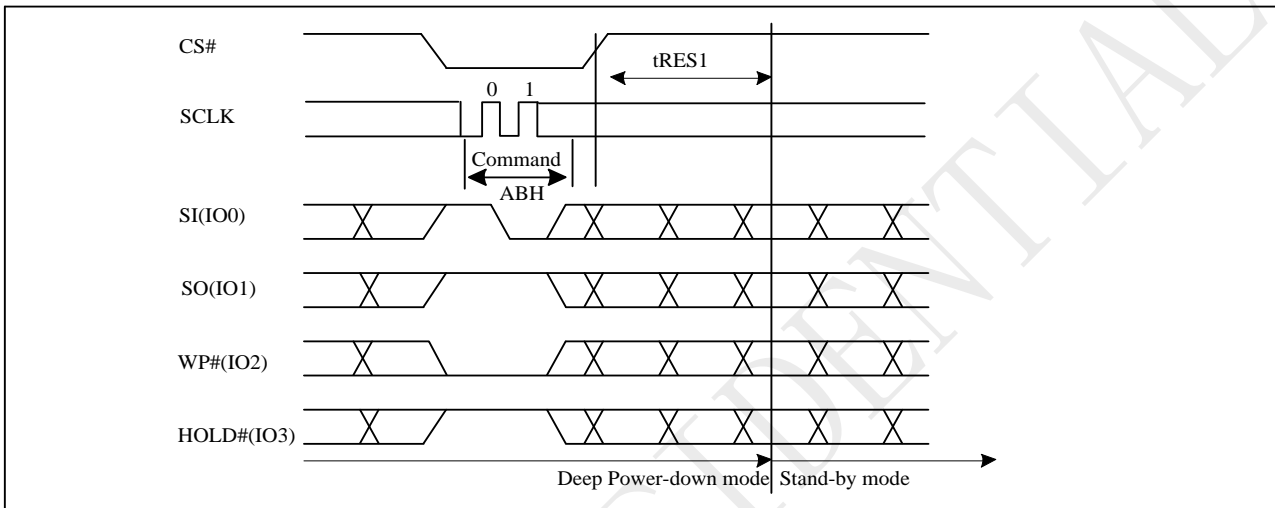 CS#
tRES1
0 1
SCLK
Command
ABH
SI(IO0)
SO(IO1)
WP#(IO2)
HOLD#(IO3)
Deep Power-down mode Stand-by mode